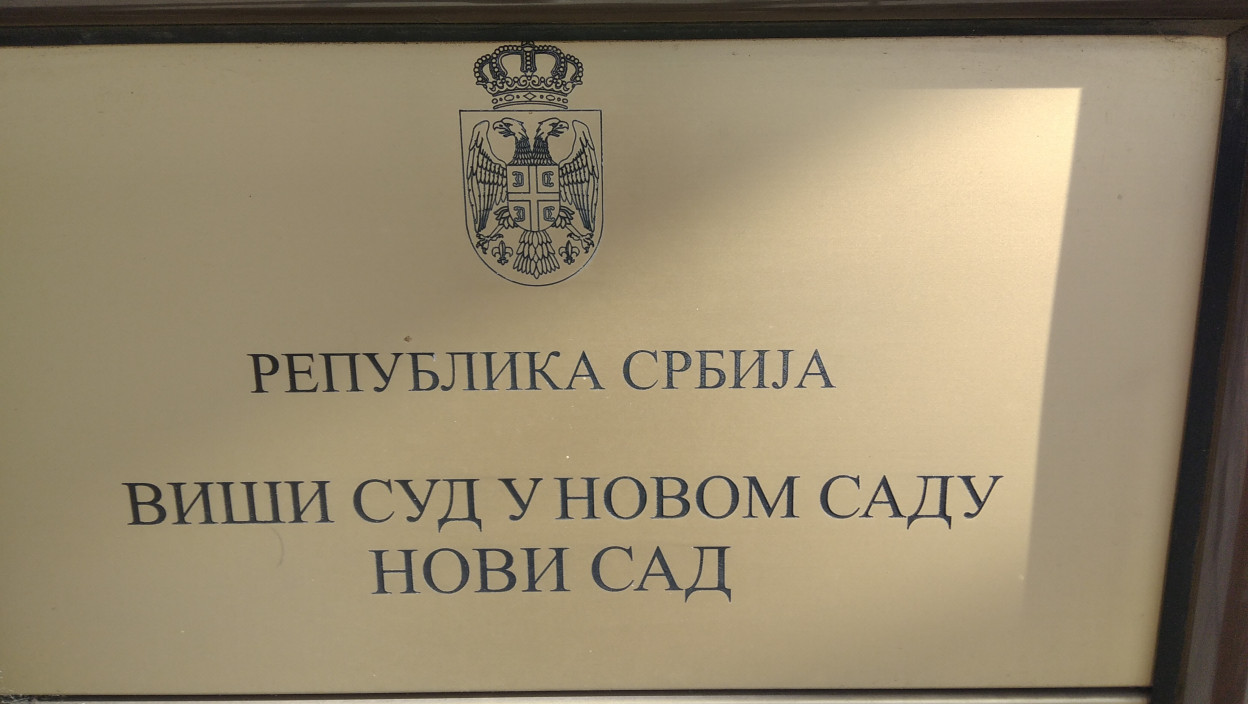 РЕПУБЛИКА СРБИЈА
ВИШИ СУД У НОВОМ САДУ
НОВИ САД